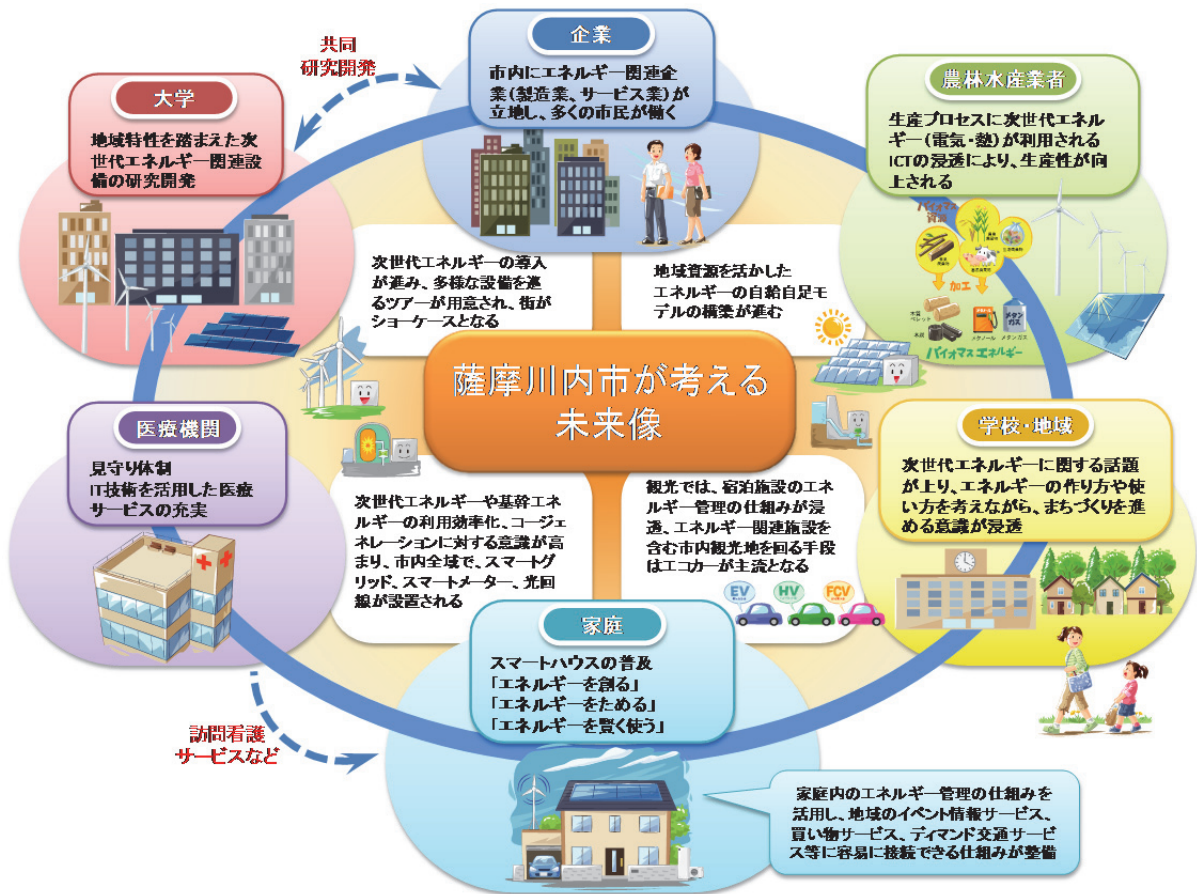 共同
研究開発
企業
市内にエネルギー関連企
業(製造業、サービス業)が
立地し、多くの市民が働く
大学
地域特性を踏まえた次
世代エネルギー関連設
備の研究開発
農林水産業者
生産プロセスに次世代エネル
ギー(電気・熱)が利用される
ICTの浸透により、生産性が向
上される
バイオマス
資源
加工
木質
ペレット
木炭
メタノール
メタン
ガス
メタンガス
バイオマスエネルギー
次世代エネルギーの導入
が進み、多様な設備を巡
るツアーが用意され、街が
ショーケースとなる
地域資源を活かした
エネルギーの自給自足モ
デルの構築が進む
薩摩川内市が考える
未来像
医療機関
見守り体制
IT技術を活用した医療
サービスの充実
学校・地域
次世代エネルギーに関する話題
が上り、エネルギーの作り方や使
い方を考えながら、まちづくりを進
める意識が浸透
次世代エネルギーや基幹エネ
ルギーの利用効率化、コージェ
ネレーションに対する意識が高
まり、市内全域で、スマートグ
リッド、スマートメーター、光回
線が設置される
観光では、宿泊施設のエネ
ルギー管理の仕組みが浸
透、エネルギー関連施設を
含む市内観光地を回る手段
はエコカーが主流となる
EV
HV
FCV
家庭
スマートハウスの普及
「エネルギーを創る」
「エネルギーをためる」
「エネルギーを賢く使う」
訪問看護
サービスなど
家庭内のエネルギー管理の仕組みを
活用し、地域のイベント情報サービス、
買い物サービス、ディマンド交通サービ
ス等に容易に接続できる仕組みが整備